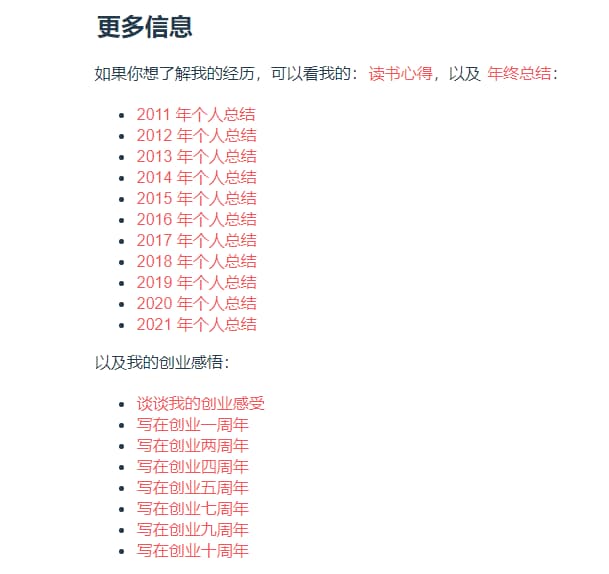 更多信息
如果你想了解我的经历，可以看我的：读书心得，以及 年终总结：
2011 年个人总结
2012 年个人总结
2013 年个人总结
2014 年个人总结
2015 年个人总结
2016 年个人总结
2017 年个人总结
2018 年个人总结
2019 年个人总结
2020 年个人总结
2021 年个人总结
以及我的创业感悟：
谈谈我的创业感受
写在创业一周年
写在创业两周年
写在创业四周年
写在创业五周年
写在创业七周年
写在创业九周年
写在创业十周年